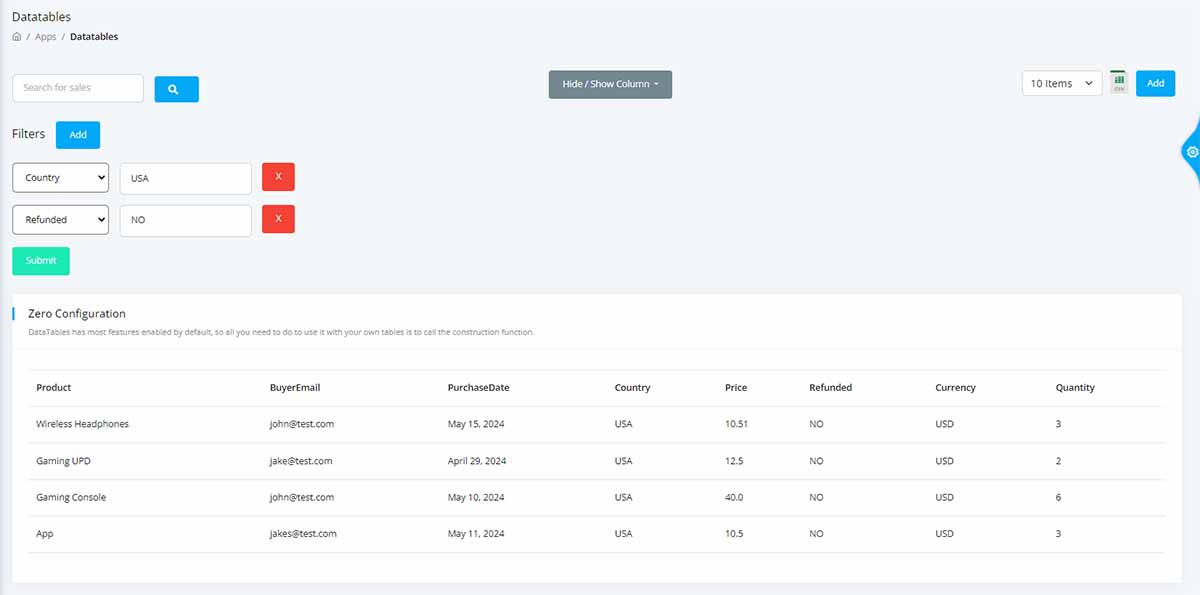 Datatables
/ Apps / Datatables
Search for sales
Hide / Show Column
10 Items
CSV
Add
Filters Add
Country USA X
Refunded NO X
Submit
Zero Configuration
DataTables has most features enabled by default, so all you need to do to use it with your own tables is to call the construction function.
Product BuyerEmail PurchaseDate Country Price Refunded Currency Quantity
Wireless Headphones john@test.com May 15, 2024 USA 10.51 NO USD 3
Gaming UPD jake@test.com April 29, 2024 USA 12.5 NO USD 2
Gaming Console john@test.com May 10, 2024 USA 40.0 NO USD 6
App jakes@test.com May 11, 2024 USA 10.5 NO USD 3